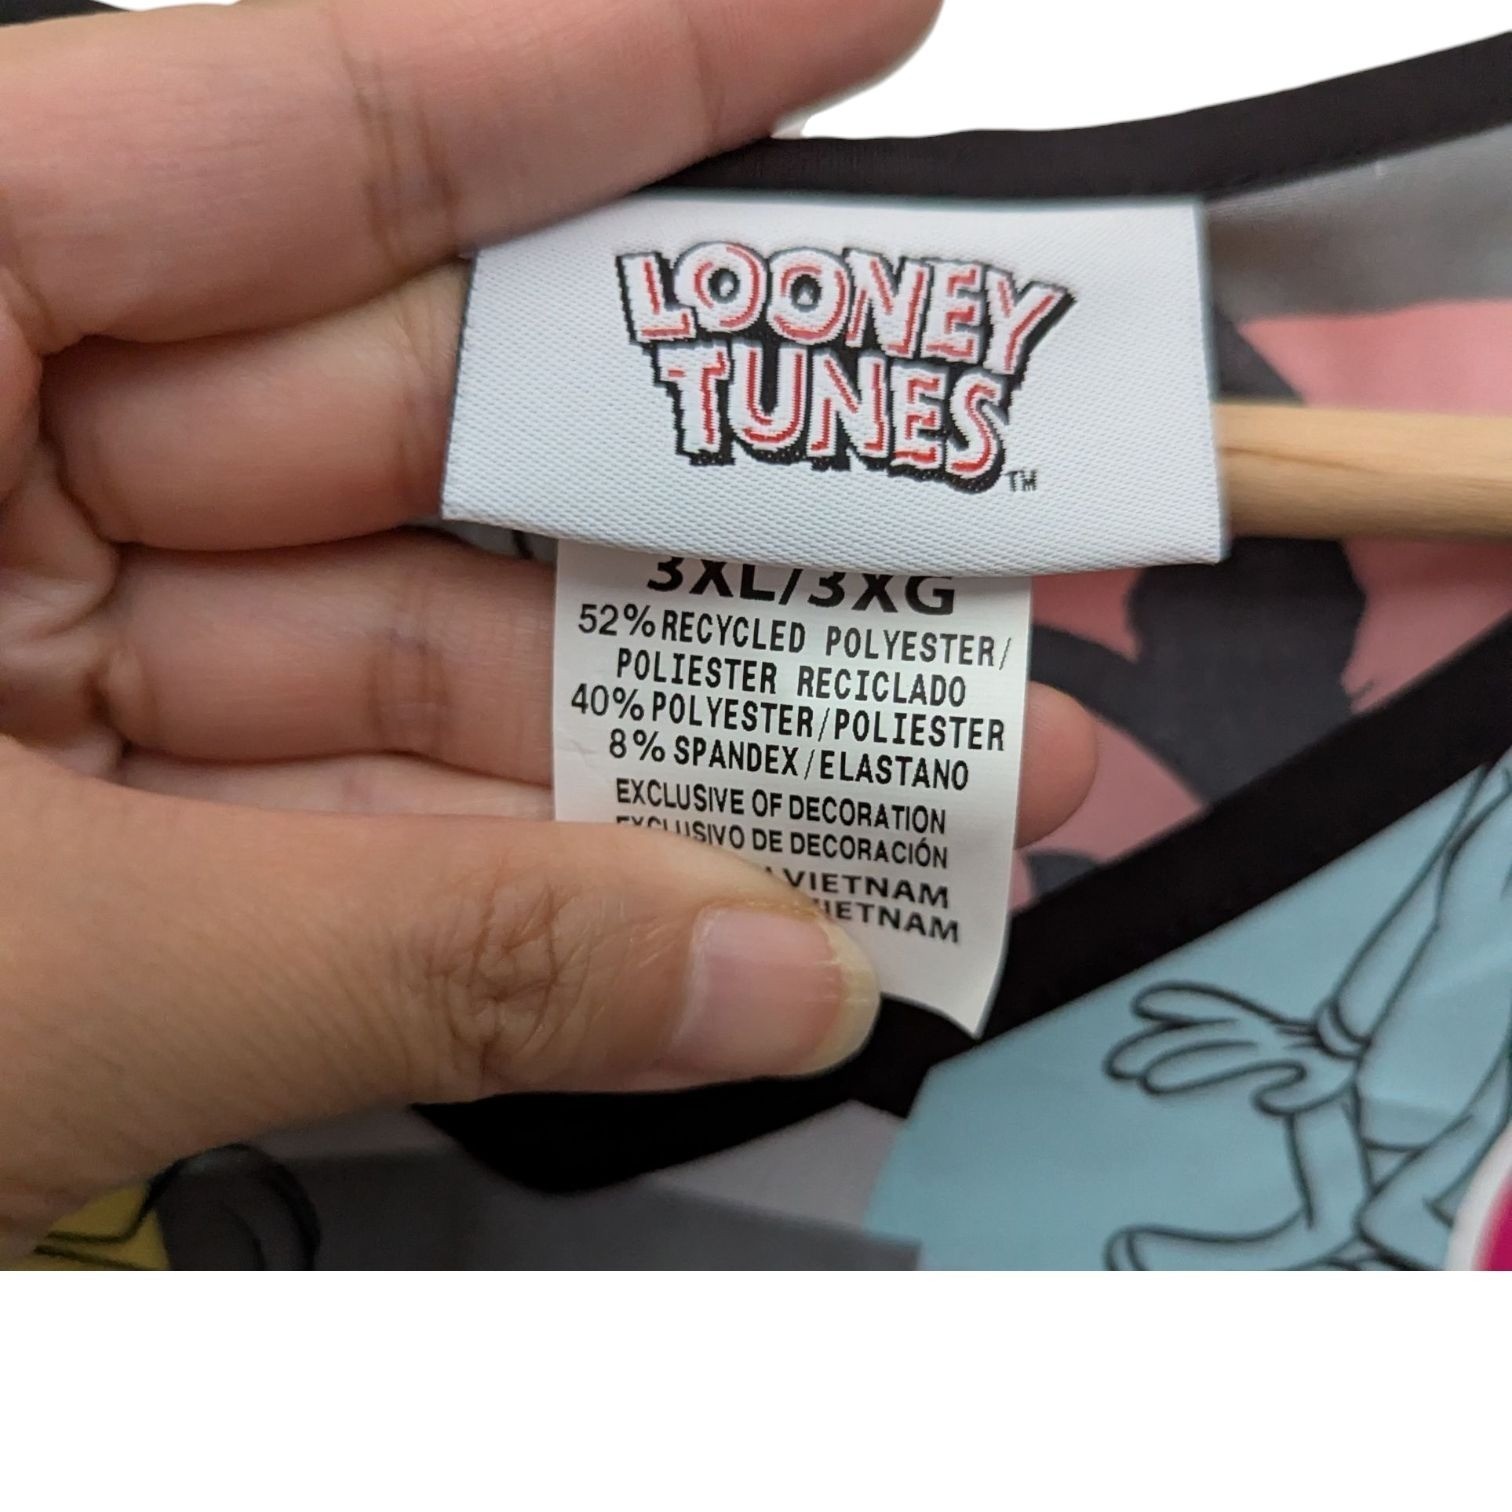 LOONEY
TUNES
TM
3XL/3XG
52% RECYCLED POLYESTER/
POLIESTER RECICLADO
40% POLYESTER/POLIESTER
8% SPANDEX/ELASTANO
EXCLUSIVE OF DECORATION
EXCLUSIVO DE DECORACIÓN
VIETNAM
VIETNAM